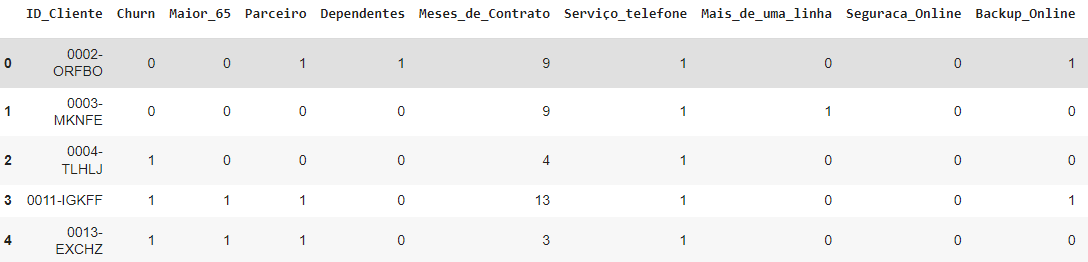 ID_Cliente Churn Maior_65 Parceiro Dependentes Meses_de_Contrato Serviço_telefone Mais_de_uma_linha Seguraca_Online Backup_Online
0 0002-ORFBO 0 0 1 1 9 1 0 0 1
1 0003-MKNFE 0 0 0 0 9 1 1 0 0
2 0004-TLHLJ 1 0 0 0 4 1 0 0 0
3 0011-IGKFF 1 1 1 0 13 1 0 0 1
4 0013-EXCHZ 1 1 1 0 3 1 0 0 0